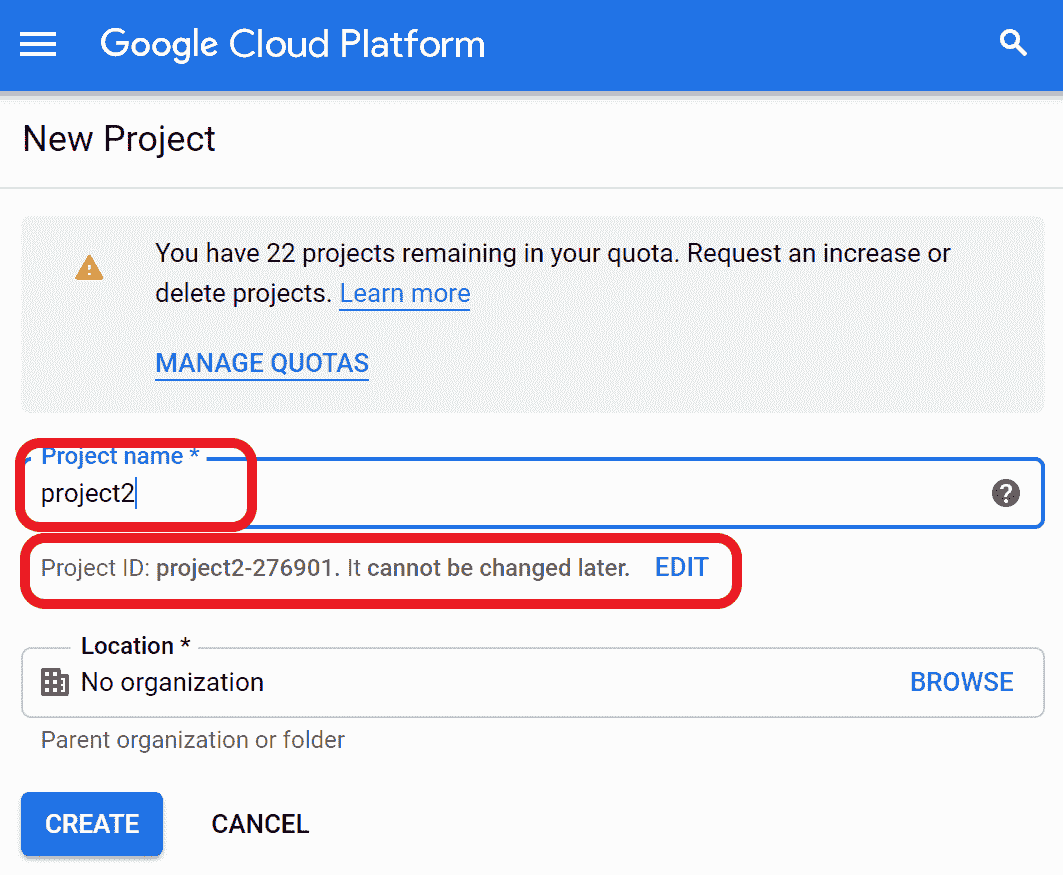 Google Cloud Platform
New Project
You have 22 projects remaining in your quota. Request an increase or
delete projects. Learn more
MANAGE QUOTAS
Project name *
project2
Project ID: project2-276901. It cannot be changed later. EDIT
Location *
No organization BROWSE
Parent organization or folder
CREATE CANCEL